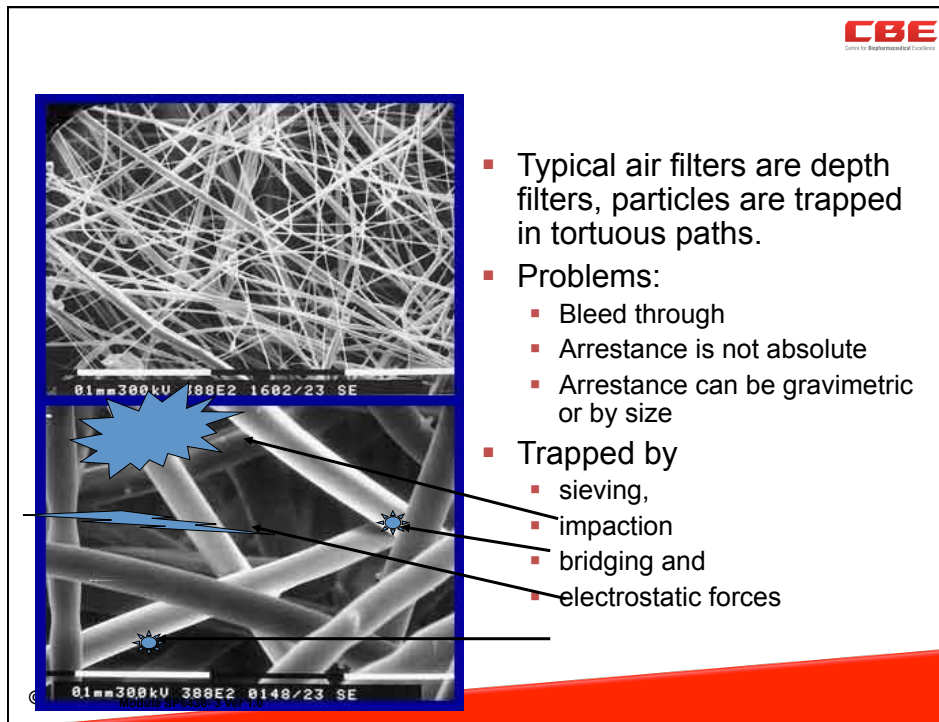 CBE
Centre for Biopharmaceutical Excellence
Typical air filters are depth
filters, particles are trapped
in tortuous paths.
Problems:
Bleed through
Arrestance is not absolute
Arrestance can be gravimetric
or by size
Trapped by
sieving,
impaction
bridging and
electrostatic forces
01mm300kV 388E2 1602/23 SE
01mm300kV 388E2 0148/23 SE
©